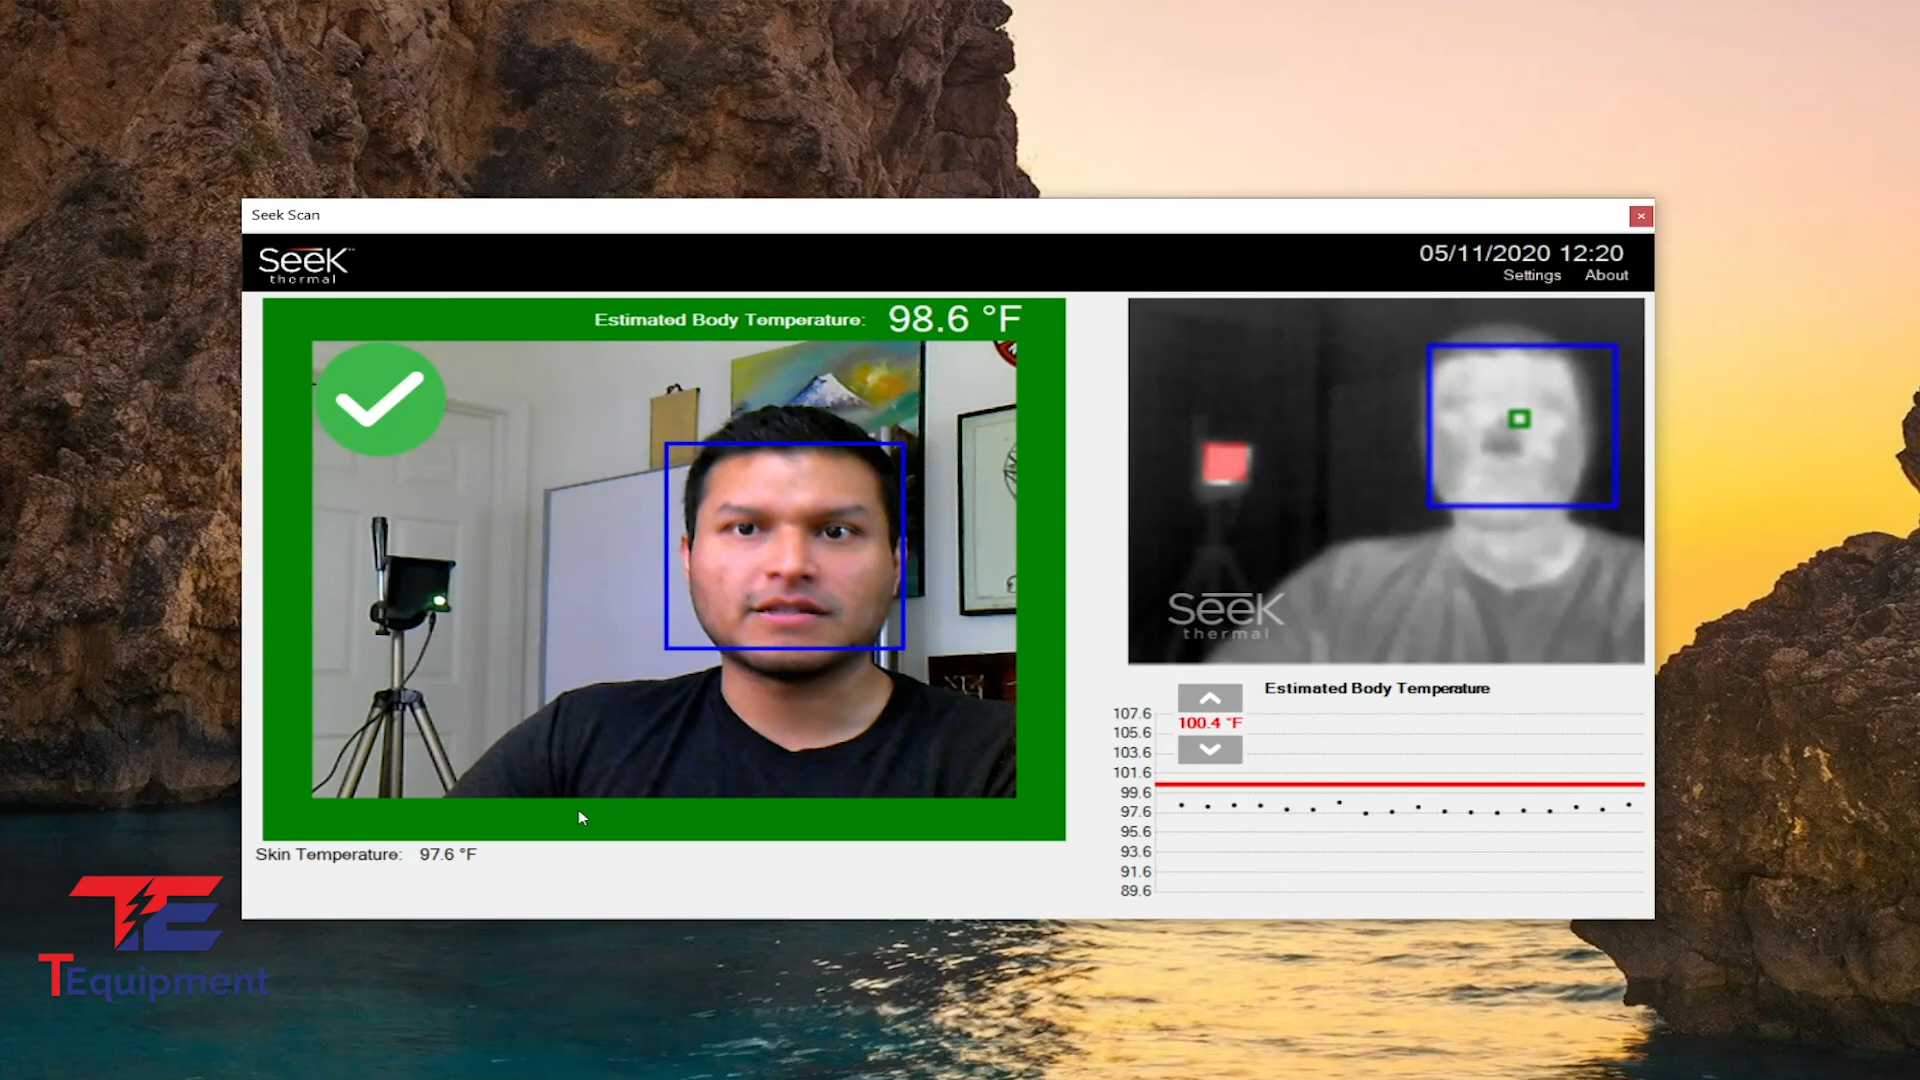 Seek Scan
Seek
thermal
05/11/2020 12:20
Settings About
Estimated Body Temperature: 98.6 °F
Seek
thermal
Skin Temperature: 97.6 °F
Estimated Body Temperature
100.4 °F
107.6
105.6
103.6
101.6
99.6
97.6
95.6
93.6
91.6
89.6
TE
TEquipment